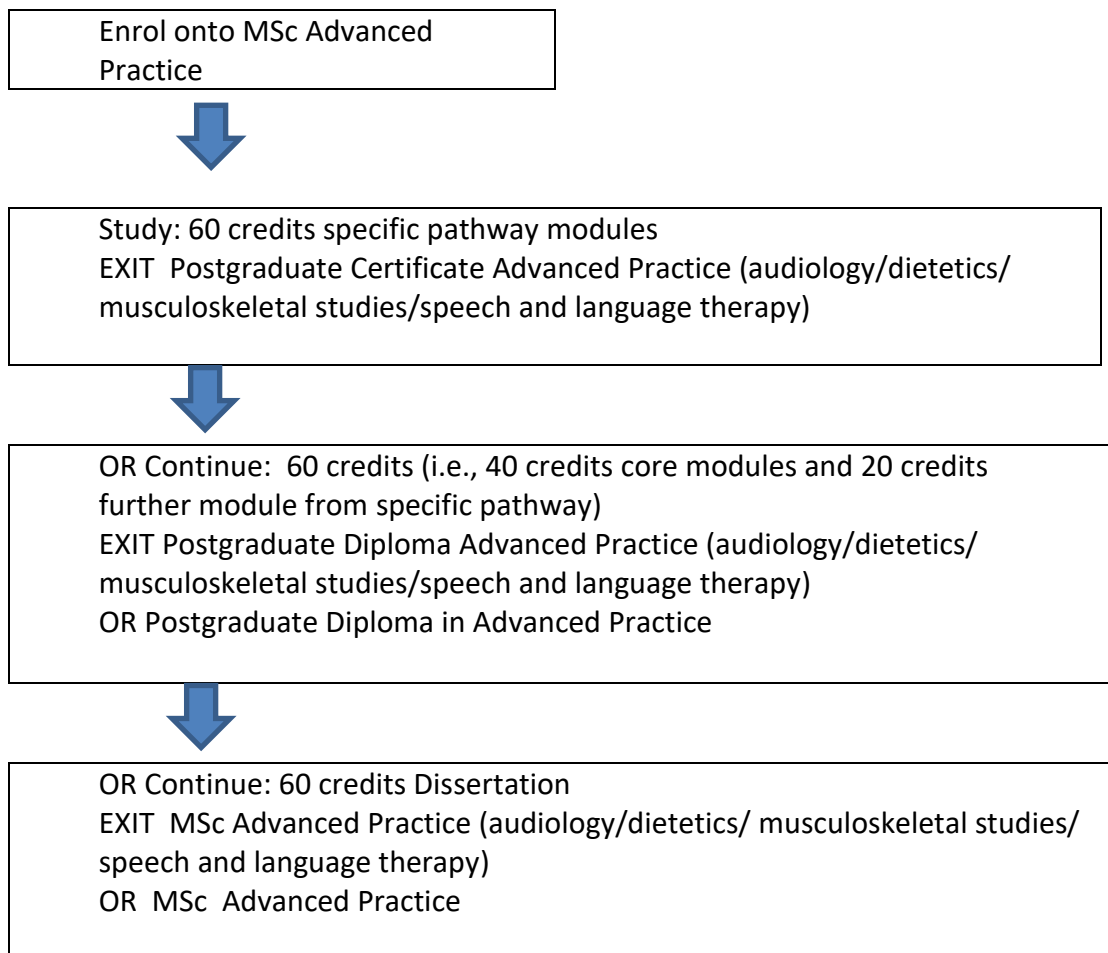 Enrol onto MSc Advanced
Practice
Study: 60 credits specific pathway modules
EXIT  Postgraduate Certificate Advanced Practice (audiology/dietetics/
musculoskeletal studies/speech and language therapy)
OR Continue:  60 credits (i.e., 40 credits core modules and 20 credits
further module from specific pathway)
EXIT Postgraduate Diploma Advanced Practice (audiology/dietetics/
musculoskeletal studies/speech and language therapy)
OR Postgraduate Diploma in Advanced Practice
OR Continue: 60 credits Dissertation
EXIT  MSc Advanced Practice (audiology/dietetics/ musculoskeletal studies/
speech and language therapy)
OR  MSc  Advanced Practice